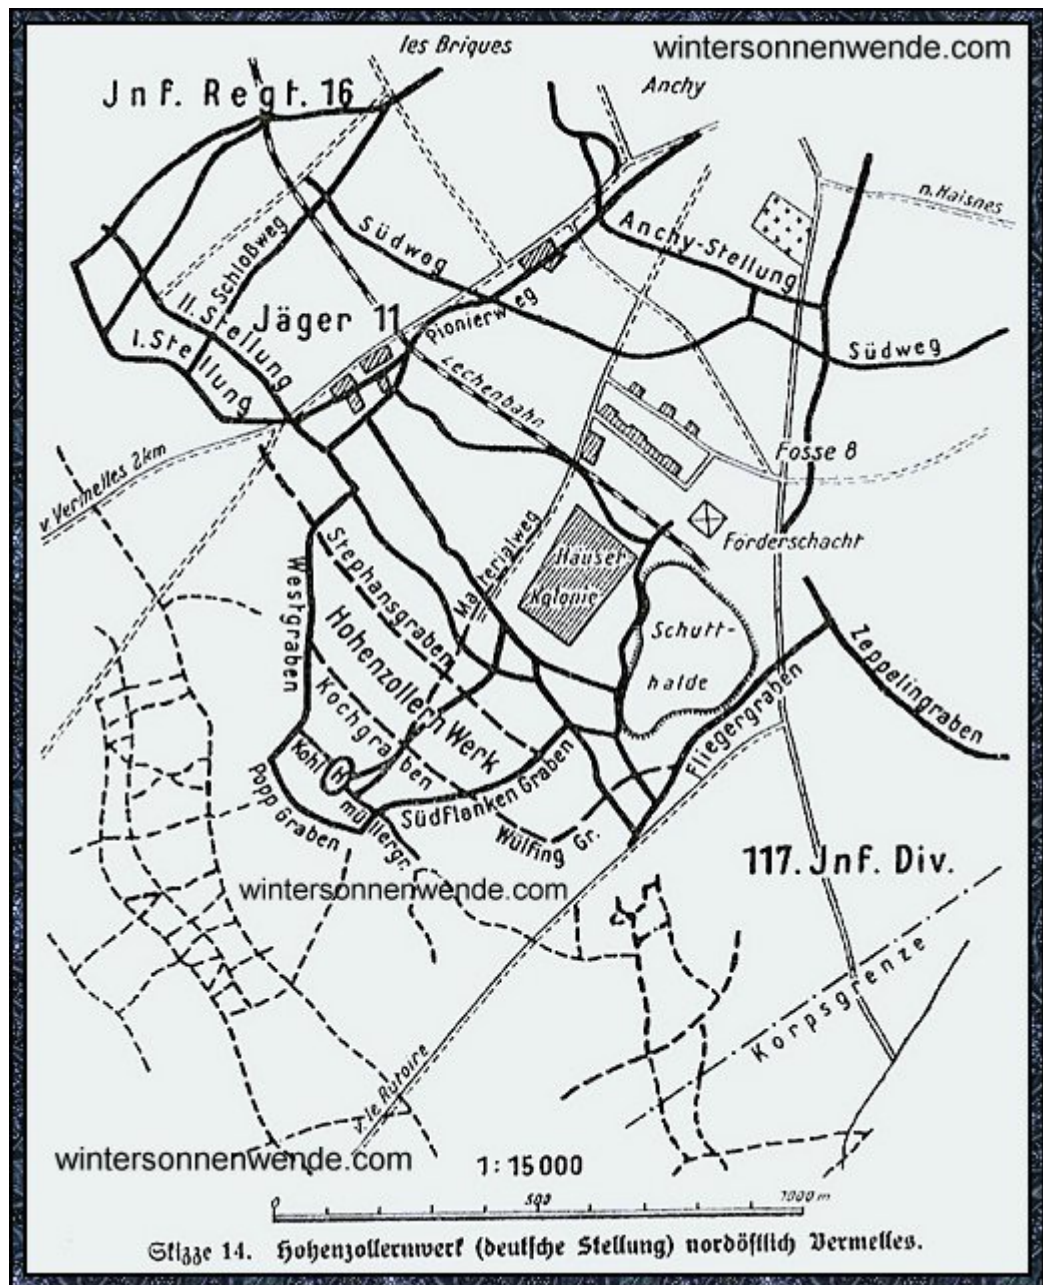 les Briques
wintersonnenwende.com
Jnf. Regt. 16
Anchy
n. Haisnes
Schloßweg
Südweg
Anchy-Stellung
II. Stellung
Jäger 11
Pionierweg
I. Stellung
Südweg
Zechenbahn
Fosse 8
v. Vermelles 2km
Förderschacht
Materialweg
Häuser
Kolonie
Westgraben
Stephansgraben
Hohenzollern Werk
Schutt-
halde
Zeppelingraben
Kochgraben
Fliegergraben
Kohl
K
müllergr.
Popp Graben
Südflanken Graben
Wülfing Gr.
117. Jnf. Div.
wintersonnenwende.com
Korpsgrenze
v. le Rutoire
wintersonnenwende.com
1:15000
0 500 1000 m
Skizze 14. Hohenzollernwerk (deutsche Stellung) nordöstlich Vermelles.